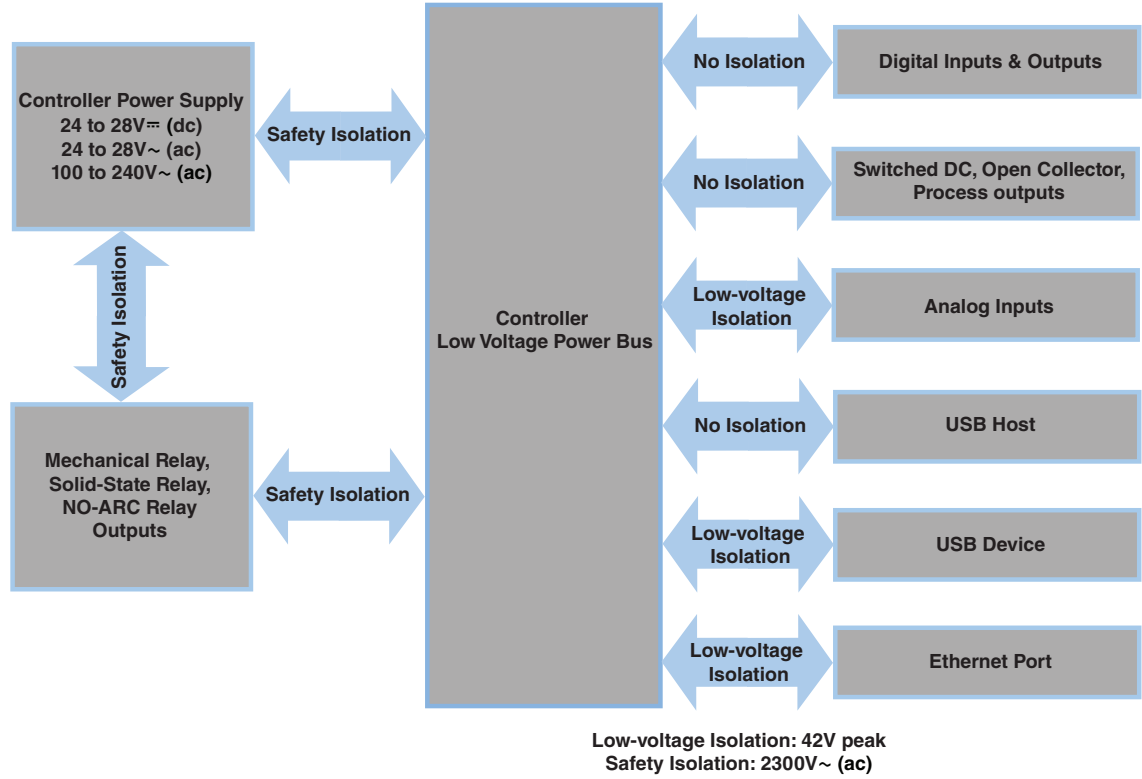 Controller Power Supply
24 to 28V⎓ (dc)
24 to 28V~ (ac)
100 to 240V~ (ac)
Safety Isolation
Safety Isolation
Mechanical Relay,
Solid-State Relay,
NO-ARC Relay
Outputs
Safety Isolation
Controller
Low Voltage Power Bus
No Isolation
Digital Inputs & Outputs
No Isolation
Switched DC, Open Collector,
Process outputs
Low-voltage
Isolation
Analog Inputs
No Isolation
USB Host
Low-voltage
Isolation
USB Device
Low-voltage
Isolation
Ethernet Port
Low-voltage Isolation: 42V peak
Safety Isolation: 2300V~ (ac)